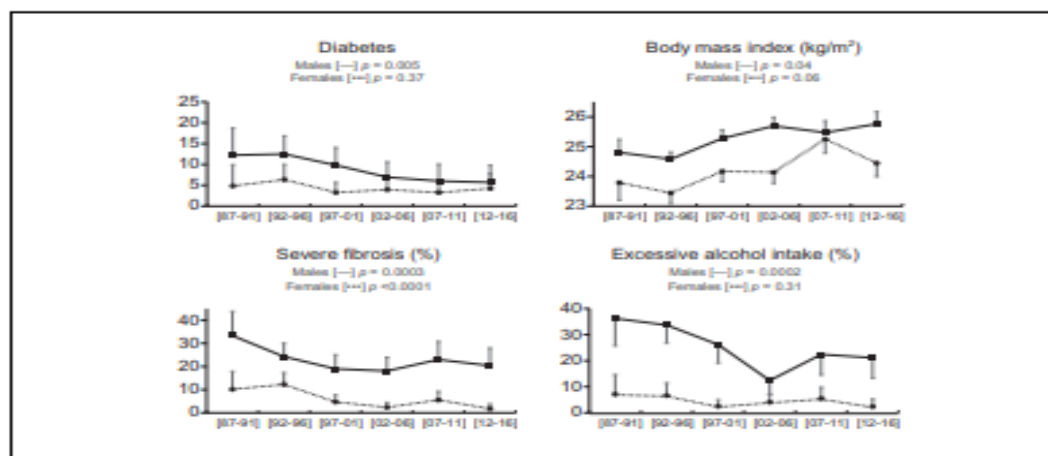 Diabetes
Males [—] p = 0.005
Females [---] p = 0.37
25
20
15
10
5
0
[87-91] [92-96] [97-01] [02-06] [07-11] [12-16]
Body mass index (kg/m²)
Males [—] p = 0.04
Females [---] p = 0.06
26
25
24
23
[87-91] [92-96] [97-01] [02-06] [07-11] [12-16]
Severe fibrosis (%)
Males [—] p = 0.0003
Females [---] p <0.0001
40
30
20
10
0
[87-91] [92-96] [97-01] [02-06] [07-11] [12-16]
Excessive alcohol intake (%)
Males [—] p = 0.0002
Females [---] p = 0.31
40
30
20
10
0
[87-91] [92-96] [97-01] [02-06] [07-11] [12-16]